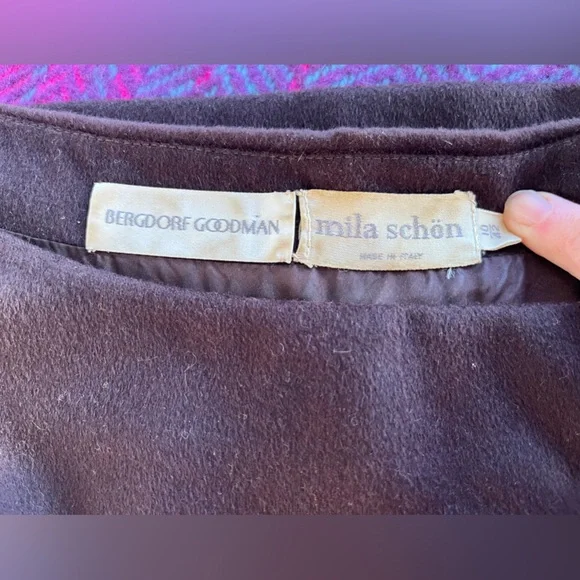 BERGDORF GOODMAN
mila schön
MADE IN ITALY